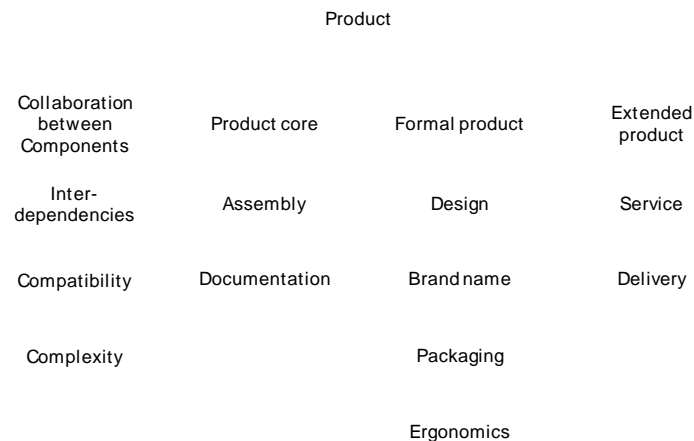 Product
Collaboration
between
Components
Product core
Formal product
Extended
product
Inter-
dependencies
Assembly
Design
Service
Compatibility
Documentation
Brand name
Delivery
Complexity
Packaging
Ergonomics